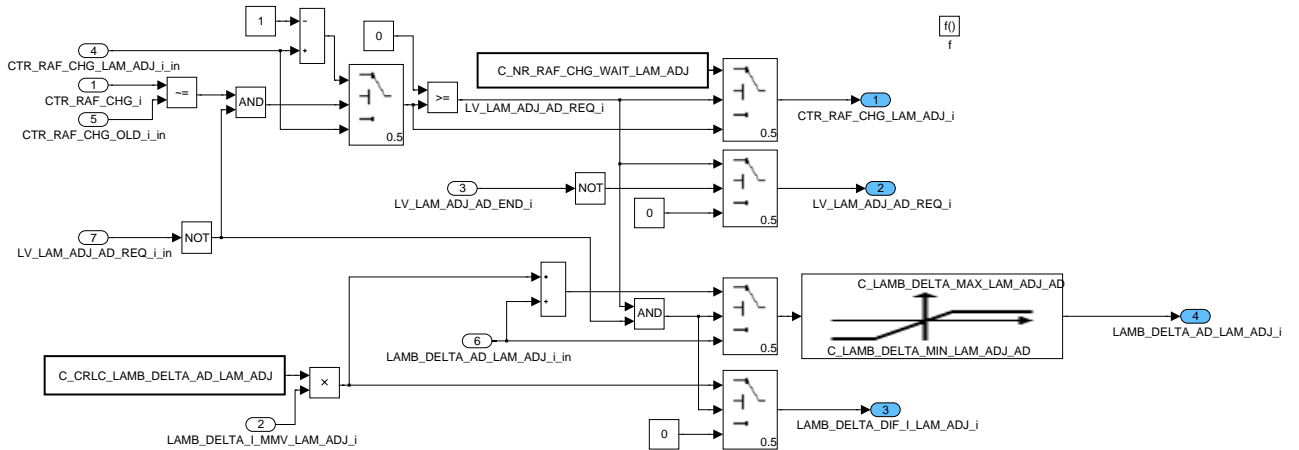 1
−
+
0
f()
f
4
CTR_RAF_CHG_LAM_ADJ_i_in
C_NR_RAF_CHG_WAIT_LAM_ADJ
1
CTR_RAF_CHG_i
~=
AND
>=
LV_LAM_ADJ_AD_REQ_i
1
CTR_RAF_CHG_LAM_ADJ_i
5
CTR_RAF_CHG_OLD_i_in
0.5
0.5
3
LV_LAM_ADJ_AD_END_i
NOT
2
LV_LAM_ADJ_AD_REQ_i
0
0.5
7
LV_LAM_ADJ_AD_REQ_i_in
NOT
+
+
C_LAMB_DELTA_MAX_LAM_ADJ_AD
AND
4
LAMB_DELTA_AD_LAM_ADJ_i
6
LAMB_DELTA_AD_LAM_ADJ_i_in
C_LAMB_DELTA_MIN_LAM_ADJ_AD
0.5
C_CRLC_LAMB_DELTA_AD_LAM_ADJ
×
2
LAMB_DELTA_I_MMV_LAM_ADJ_i
3
LAMB_DELTA_DIF_I_LAM_ADJ_i
0
0.5